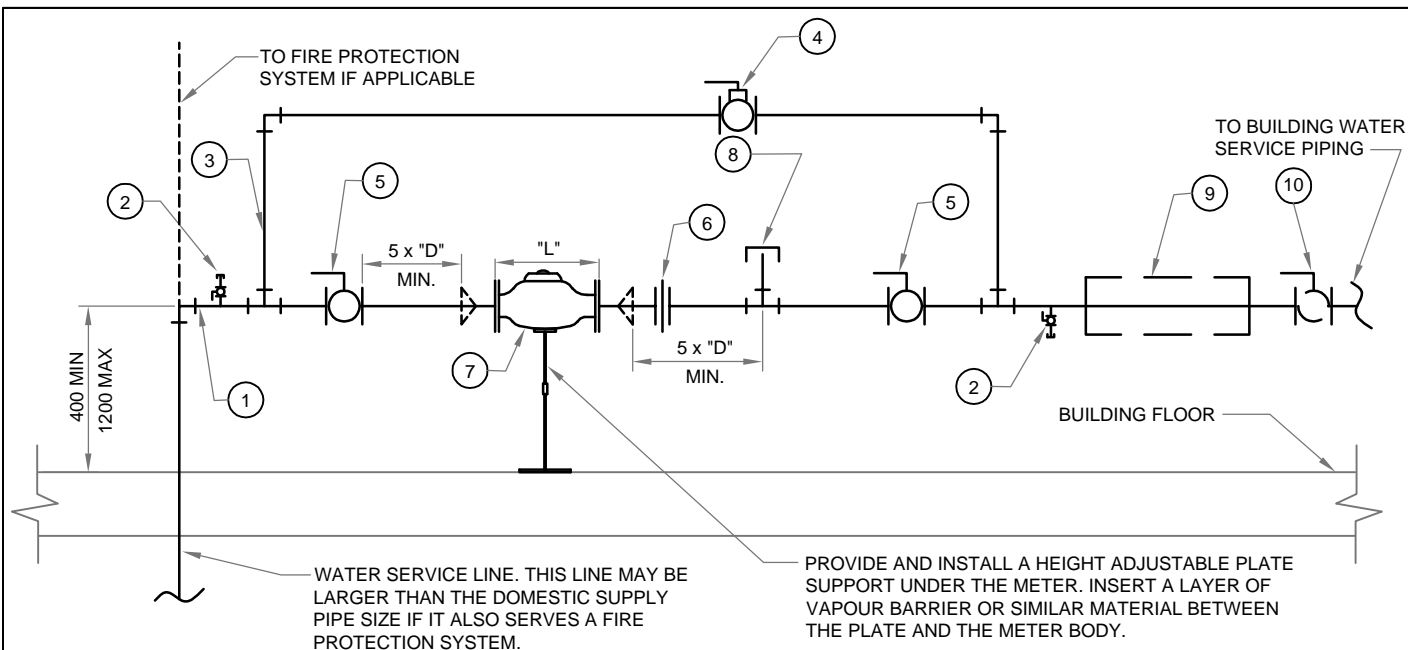 TO FIRE PROTECTION
SYSTEM IF APPLICABLE
4
TO BUILDING WATER
SERVICE PIPING
3
8
2
5
5
9
10
6
5 x "D"
MIN.
"L"
7
5 x "D"
MIN.
2
1
400 MIN
1200 MAX
BUILDING FLOOR
WATER SERVICE LINE. THIS LINE MAY BE
LARGER THAN THE DOMESTIC SUPPLY
PIPE SIZE IF IT ALSO SERVES A FIRE
PROTECTION SYSTEM.
PROVIDE AND INSTALL A HEIGHT ADJUSTABLE PLATE
SUPPORT UNDER THE METER. INSERT A LAYER OF
VAPOUR BARRIER OR SIMILAR MATERIAL BETWEEN
THE PLATE AND THE METER BODY.